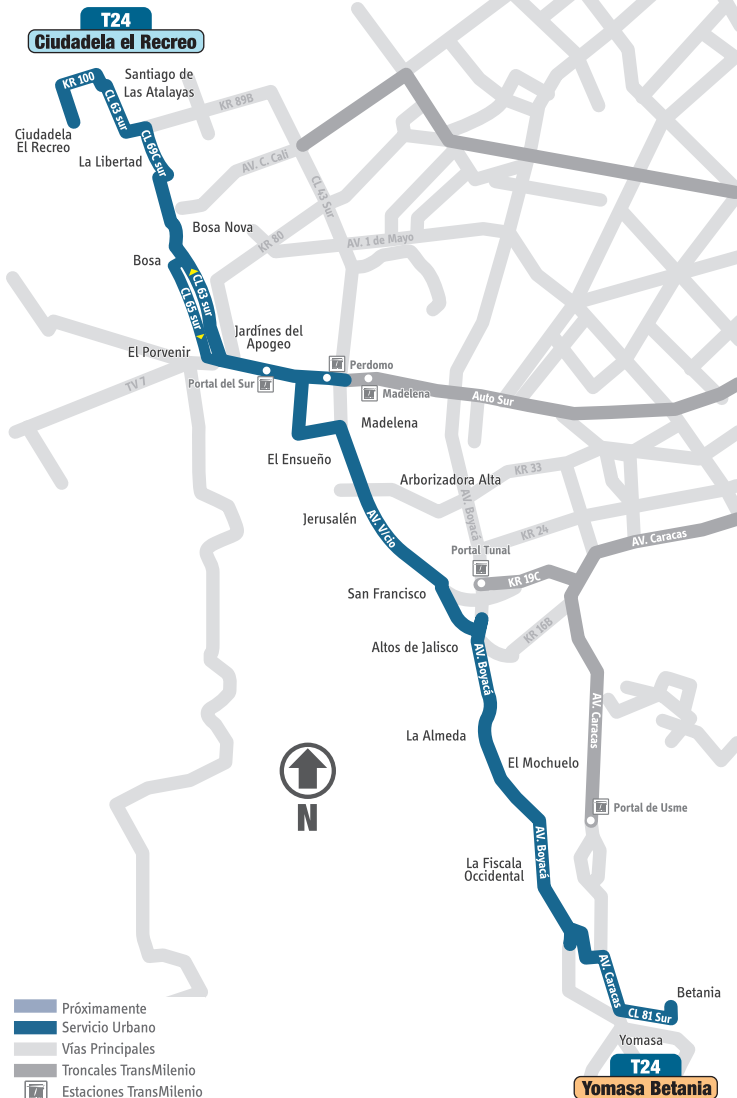 T24
Ciudadela el Recreo
KR 100
Santiago de
Las Atalayas
CL 63 sur
KR 89B
Ciudadela
El Recreo
La Libertad
CL 69C sur
AV. C. Cali
CL 43 Sur
Bosa Nova
KR 80
AV. 1 de Mayo
Bosa
CL 63 sur
CL 65 sur
Jardínes del
Apogeo
El Porvenir
Perdomo
Portal del Sur
Madelena
TV 7
Auto Sur
Madelena
El Ensueño
KR 33
Arborizadora Alta
Jerusalén
AV. V/cio
AV. Boyacá
KR 24
AV. Caracas
Portal Tunal
KR 19C
San Francisco
KR 16B
Altos de Jalisco
AV. Boyacá
AV. Caracas
La Almeda
El Mochuelo
N
Portal de Usme
AV. Boyacá
La Fiscala
Occidental
AV. Caracas
Betania
CL 81 Sur
Yomasa
T24
Yomasa Betania
Próximamente
Servicio Urbano
Vías Principales
Troncales TransMilenio
Estaciones TransMilenio